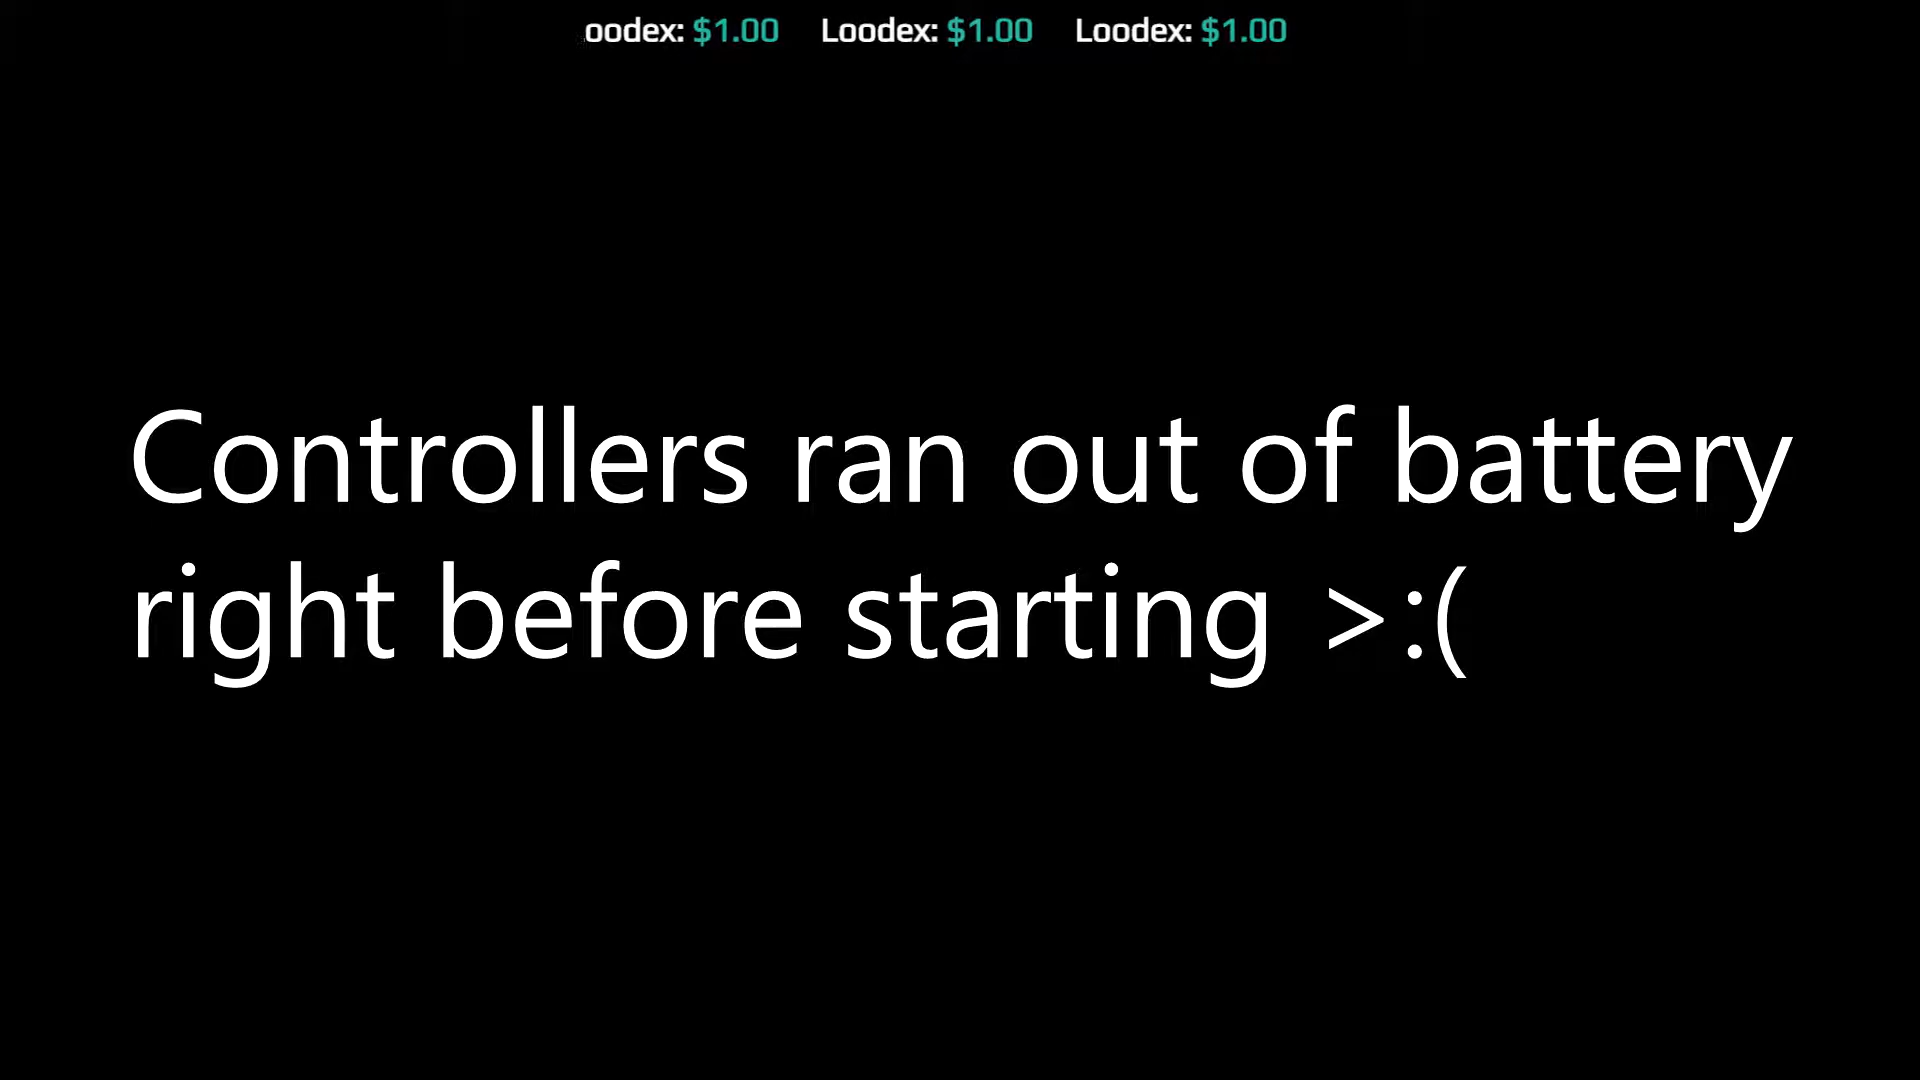 oodex: $1.00 Loodex: $1.00 Loodex: $1.00
Controllers ran out of battery
right before starting >:(